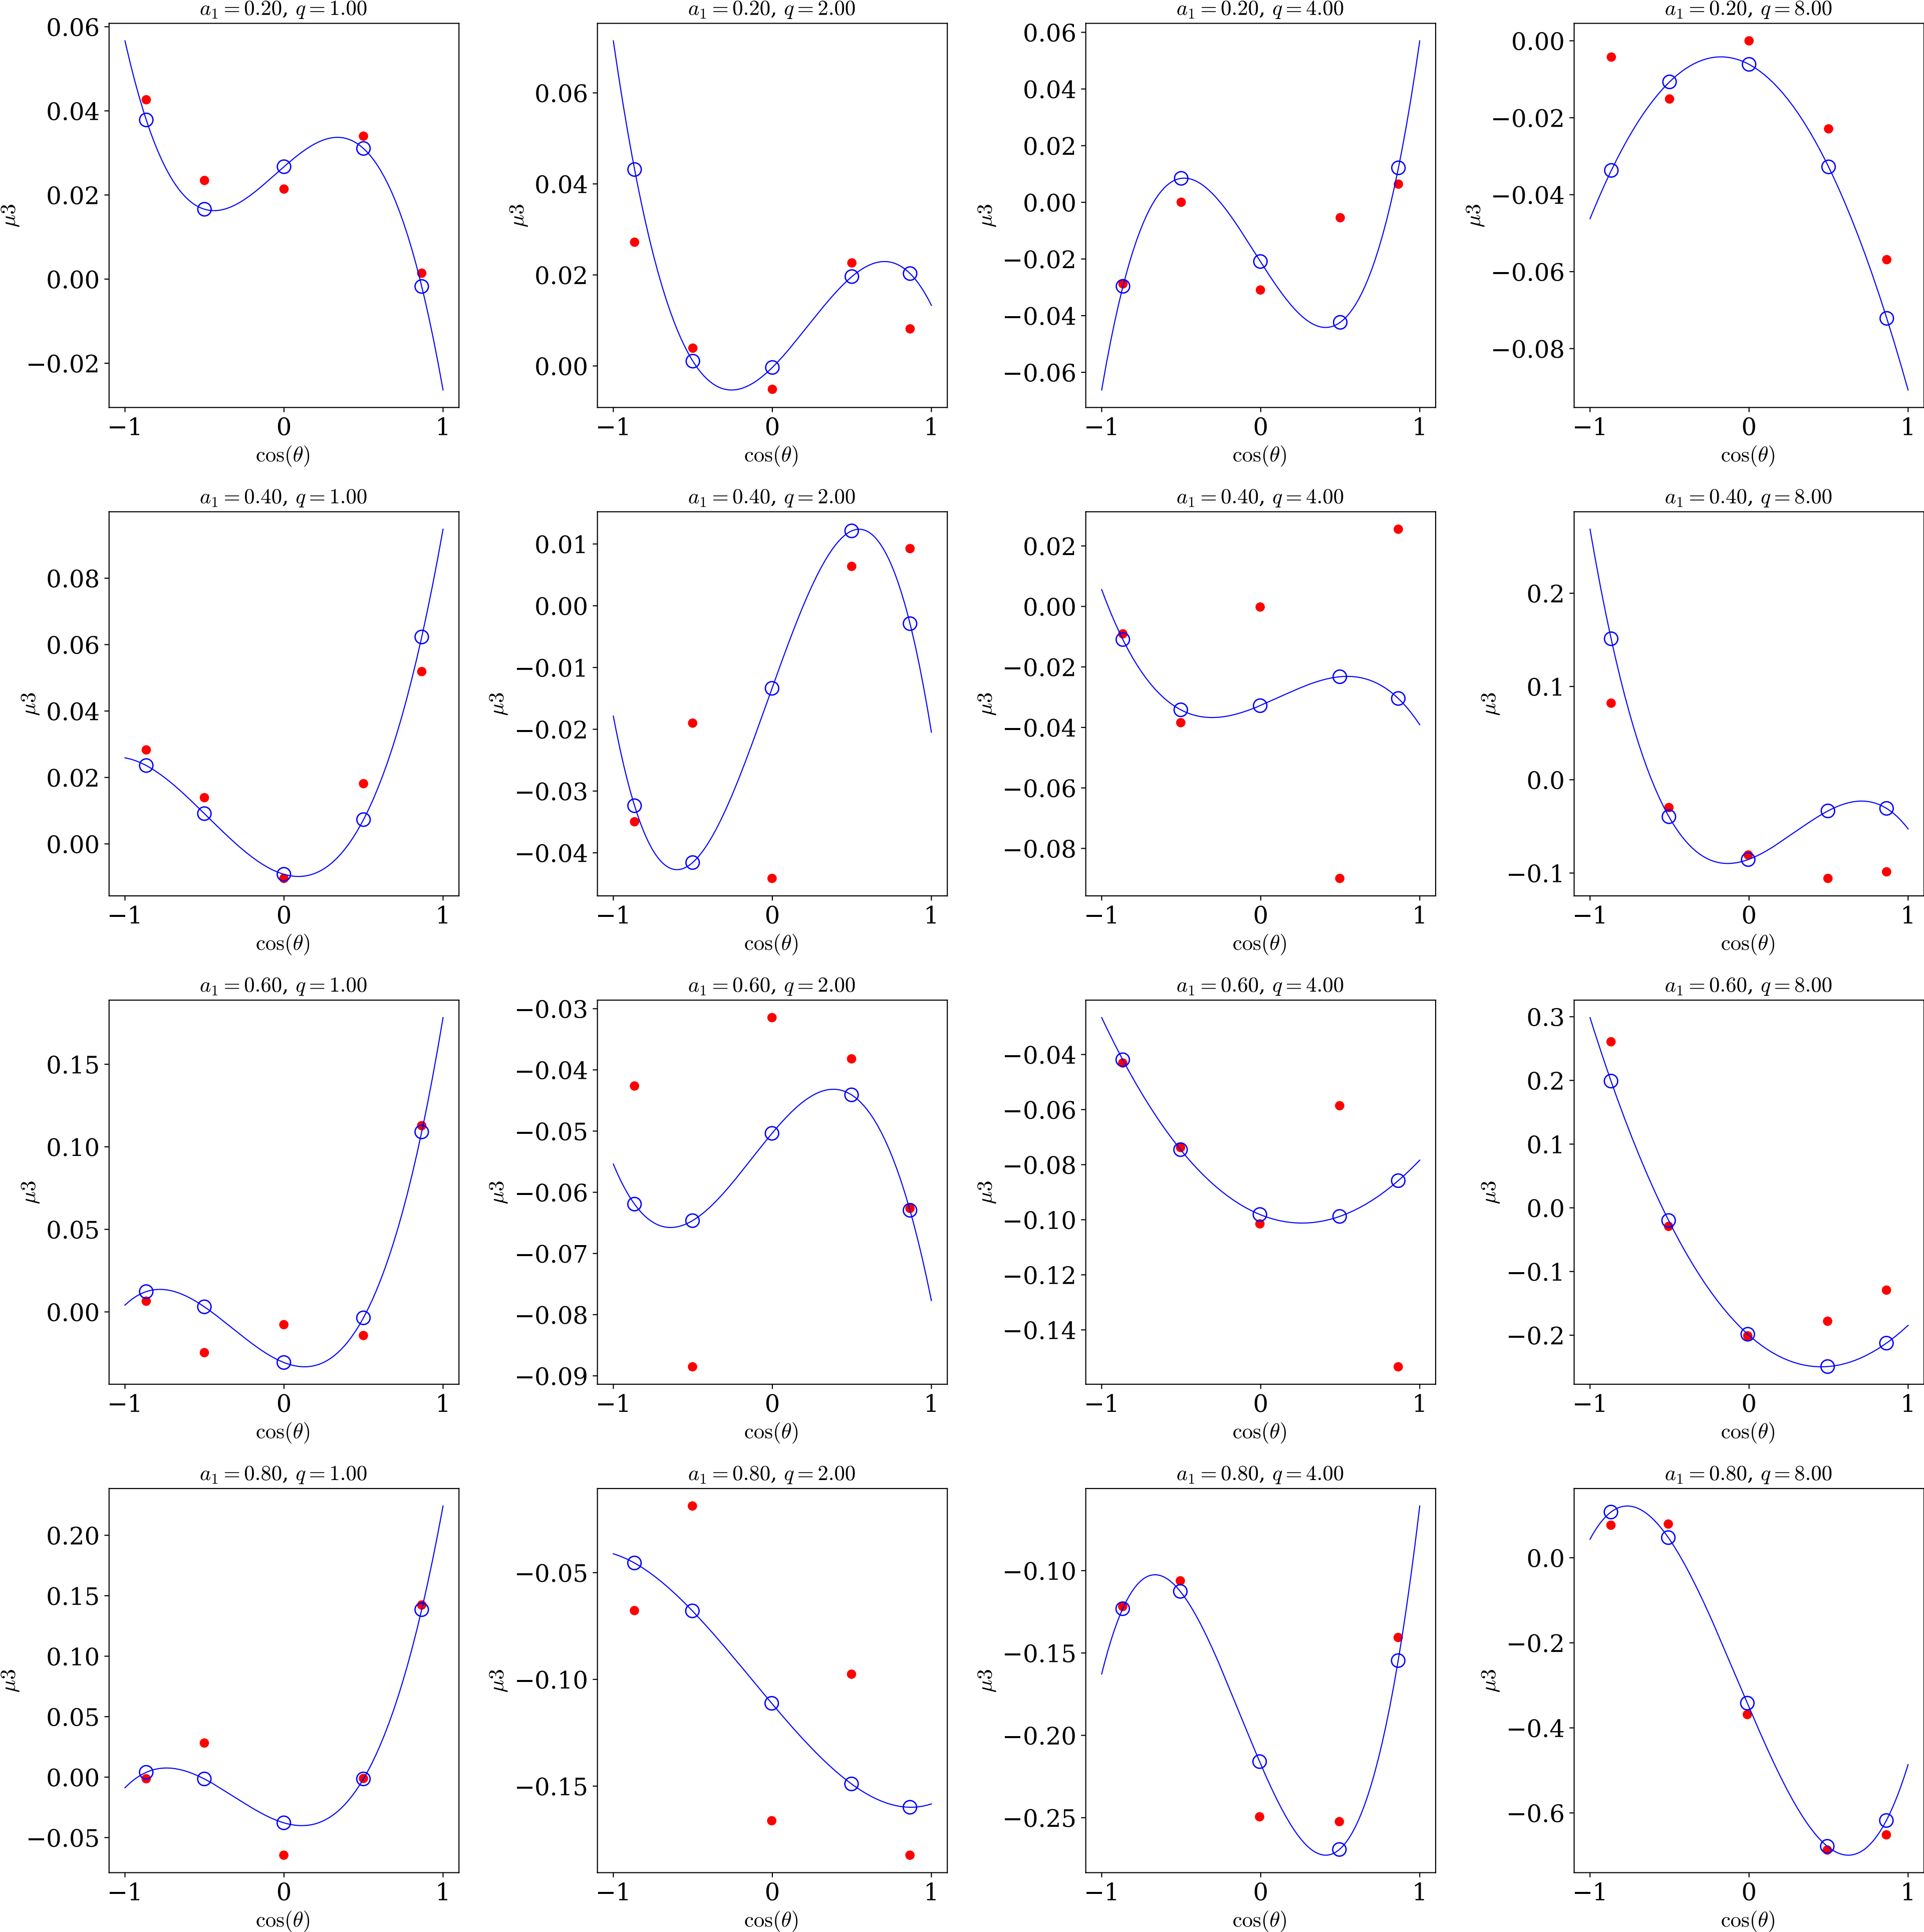 a₁ = 0.20, q = 1.00
a₁ = 0.20, q = 2.00
a₁ = 0.20, q = 4.00
a₁ = 0.20, q = 8.00
0.06
0.04
0.02
0.00
−0.02
μ3
−1 0 1
cos(θ)
0.06
0.04
0.02
0.00
μ3
−1 0 1
cos(θ)
0.06
0.04
0.02
0.00
−0.02
−0.04
−0.06
μ3
−1 0 1
cos(θ)
0.00
−0.02
−0.04
−0.06
−0.08
μ3
−1 0 1
cos(θ)
a₁ = 0.40, q = 1.00
a₁ = 0.40, q = 2.00
a₁ = 0.40, q = 4.00
a₁ = 0.40, q = 8.00
0.08
0.06
0.04
0.02
0.00
μ3
−1 0 1
cos(θ)
0.01
0.00
−0.01
−0.02
−0.03
−0.04
μ3
−1 0 1
cos(θ)
0.02
0.00
−0.02
−0.04
−0.06
−0.08
μ3
−1 0 1
cos(θ)
0.2
0.1
0.0
−0.1
μ3
−1 0 1
cos(θ)
a₁ = 0.60, q = 1.00
a₁ = 0.60, q = 2.00
a₁ = 0.60, q = 4.00
a₁ = 0.60, q = 8.00
0.15
0.10
0.05
0.00
μ3
−1 0 1
cos(θ)
−0.03
−0.04
−0.05
−0.06
−0.07
−0.08
−0.09
μ3
−1 0 1
cos(θ)
−0.04
−0.06
−0.08
−0.10
−0.12
−0.14
μ3
−1 0 1
cos(θ)
0.3
0.2
0.1
0.0
−0.1
−0.2
μ3
−1 0 1
cos(θ)
a₁ = 0.80, q = 1.00
a₁ = 0.80, q = 2.00
a₁ = 0.80, q = 4.00
a₁ = 0.80, q = 8.00
0.20
0.15
0.10
0.05
0.00
−0.05
μ3
−1 0 1
cos(θ)
−0.05
−0.10
−0.15
μ3
−1 0 1
cos(θ)
−0.10
−0.15
−0.20
−0.25
μ3
−1 0 1
cos(θ)
0.0
−0.2
−0.4
−0.6
μ3
−1 0 1
cos(θ)